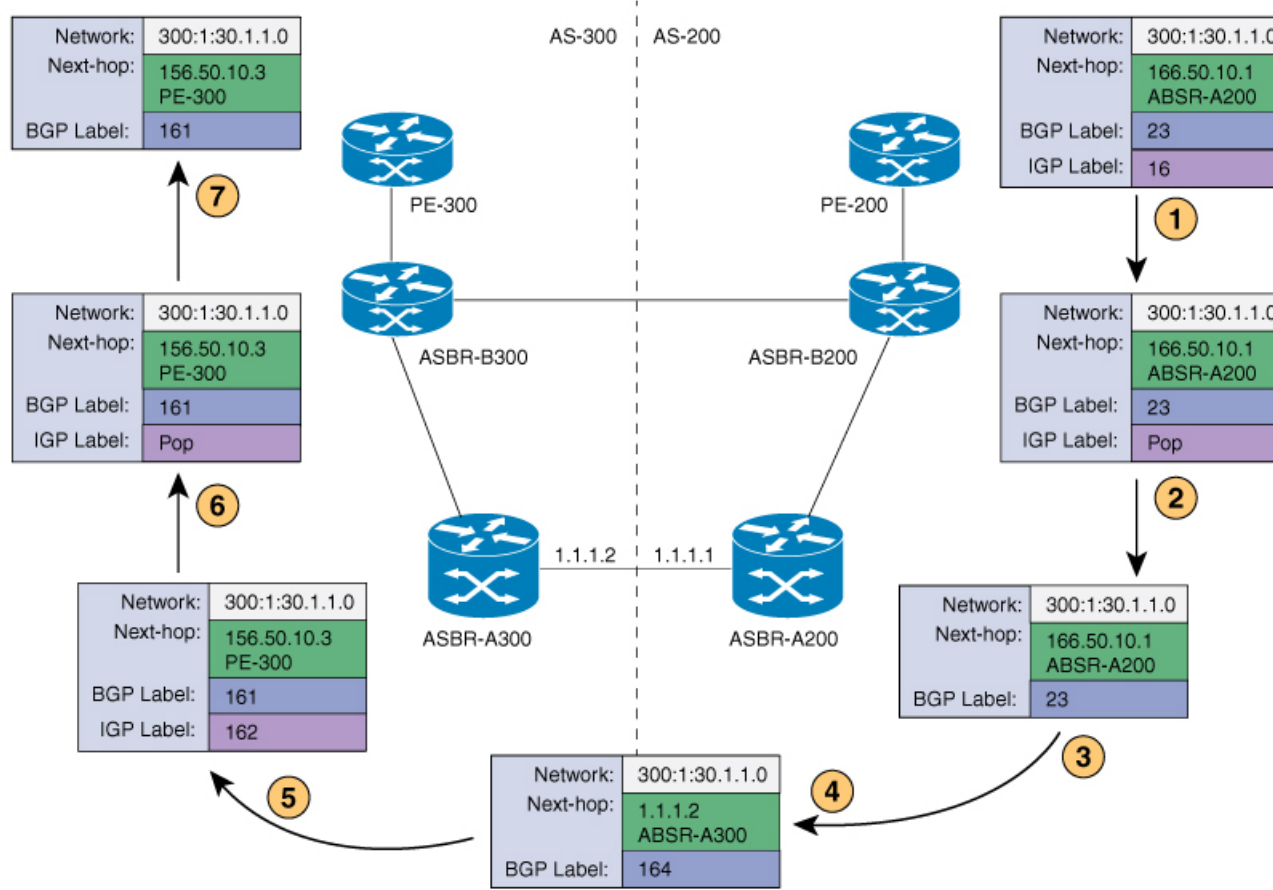 Network: 300:1:30.1.1.0
Next-hop: 156.50.10.3
PE-300
BGP Label: 161
7
AS-300
AS-200
Network: 300:1:30.1.1.0
Next-hop: 166.50.10.1
ABSR-A200
BGP Label: 23
IGP Label: 16
1
PE-300
PE-200
Network: 300:1:30.1.1.0
Next-hop: 156.50.10.3
PE-300
BGP Label: 161
IGP Label: Pop
6
ASBR-B300
ASBR-B200
Network: 300:1:30.1.1.0
Next-hop: 166.50.10.1
ABSR-A200
BGP Label: 23
IGP Label: Pop
2
1.1.1.2
1.1.1.1
ASBR-A300
ASBR-A200
Network: 300:1:30.1.1.0
Next-hop: 156.50.10.3
PE-300
BGP Label: 161
IGP Label: 162
5
Network: 300:1:30.1.1.0
Next-hop: 166.50.10.1
ABSR-A200
BGP Label: 23
3
4
Network: 300:1:30.1.1.0
Next-hop: 1.1.1.2
ABSR-A300
BGP Label: 164